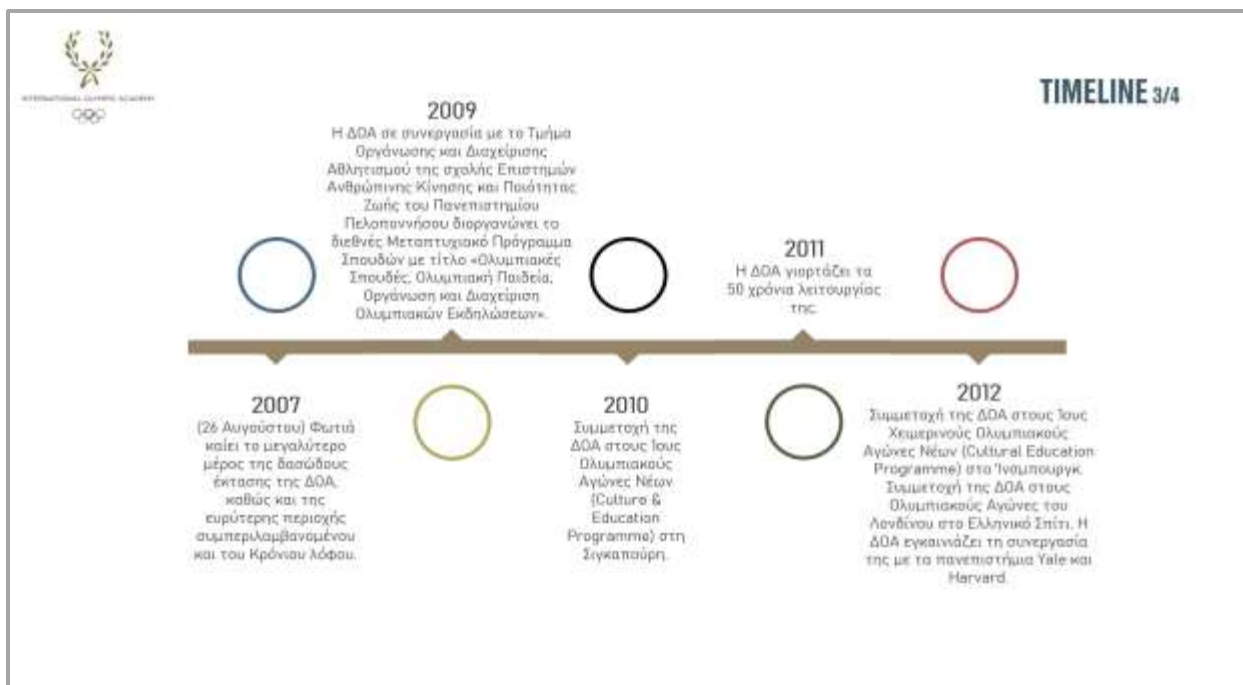 INTERNATIONAL OLYMPIC ACADEMY
TIMELINE 3/4
2009
Η ΔΟΑ σε συνεργασία με το Τμήμα
Οργάνωσης και Διαχείρισης
Αθλητισμού της σχολής Επιστημών
Ανθρώπινης Κίνησης και Ποιότητας
Ζωής του Πανεπιστημίου
Πελοποννήσου διοργανώνει το
διεθνές Μεταπτυχιακό Πρόγραμμα
Σπουδών με τίτλο «Ολυμπιακές
Σπουδές, Ολυμπιακή Παιδεία,
Οργάνωση και Διαχείριση
Ολυμπιακών Εκδηλώσεων».
2011
Η ΔΟΑ γιορτάζει τα
50 χρόνια λειτουργίας
της.
2007
(26 Αυγούστου) Φωτιά
καίει το μεγαλύτερο
μέρος της δασώδους
έκτασης της ΔΟΑ,
καθώς και της
ευρύτερης περιοχής
συμπεριλαμβανομένου
και του Κρόνιου λόφου.
2010
Συμμετοχή της
ΔΟΑ στους 1ους
Ολυμπιακούς
Αγώνες Νέων
(Culture &
Education
Programme) στη
Σιγκαπούρη.
2012
Συμμετοχή της ΔΟΑ στους 1ους
Χειμερινούς Ολυμπιακούς
Αγώνες Νέων (Cultural Education
Programme) στο Ίνσμπουργκ.
Συμμετοχή της ΔΟΑ στους
Ολυμπιακούς Αγώνες του
Λονδίνου στο Ελληνικό Σπίτι. Η
ΔΟΑ εγκαινιάζει τη συνεργασία
της με τα πανεπιστήμια Yale και
Harvard.